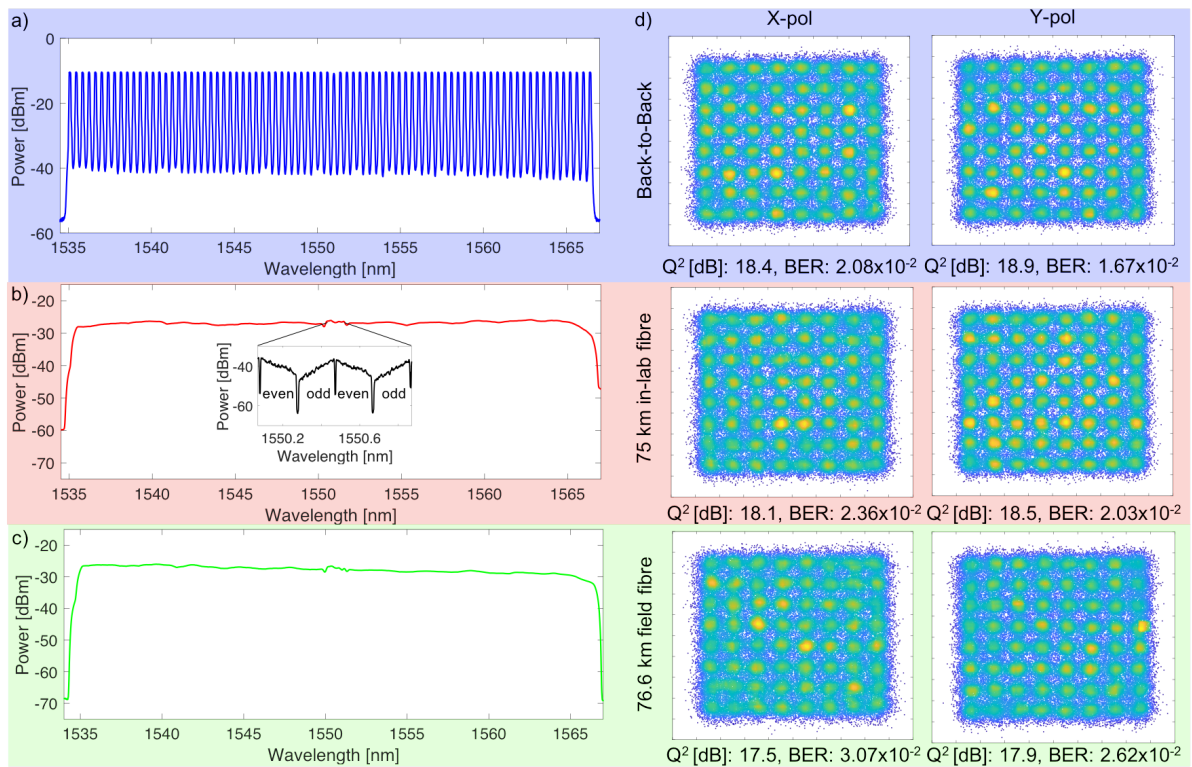 a)
0
-20
-40
-60
Power [dBm]
1535 1540 1545 1550 1555 1560 1565
Wavelength [nm]
b)
-20
-30
-40
-50
-60
-70
Power [dBm]
-40
-60
Power [dBm]
even odd even odd
1550.2 1550.6
Wavelength [nm]
1535 1540 1545 1550 1555 1560 1565
Wavelength [nm]
c)
-20
-30
-40
-50
-60
-70
Power [dBm]
1535 1540 1545 1550 1555 1560 1565
Wavelength [nm]
d)
X-pol Y-pol
Back-to-Back
Q² [dB]: 18.4, BER: 2.08x10⁻² Q² [dB]: 18.9, BER: 1.67x10⁻²
75 km in-lab fibre
Q² [dB]: 18.1, BER: 2.36x10⁻² Q² [dB]: 18.5, BER: 2.03x10⁻²
76.6 km field fibre
Q² [dB]: 17.5, BER: 3.07x10⁻² Q² [dB]: 17.9, BER: 2.62x10⁻²